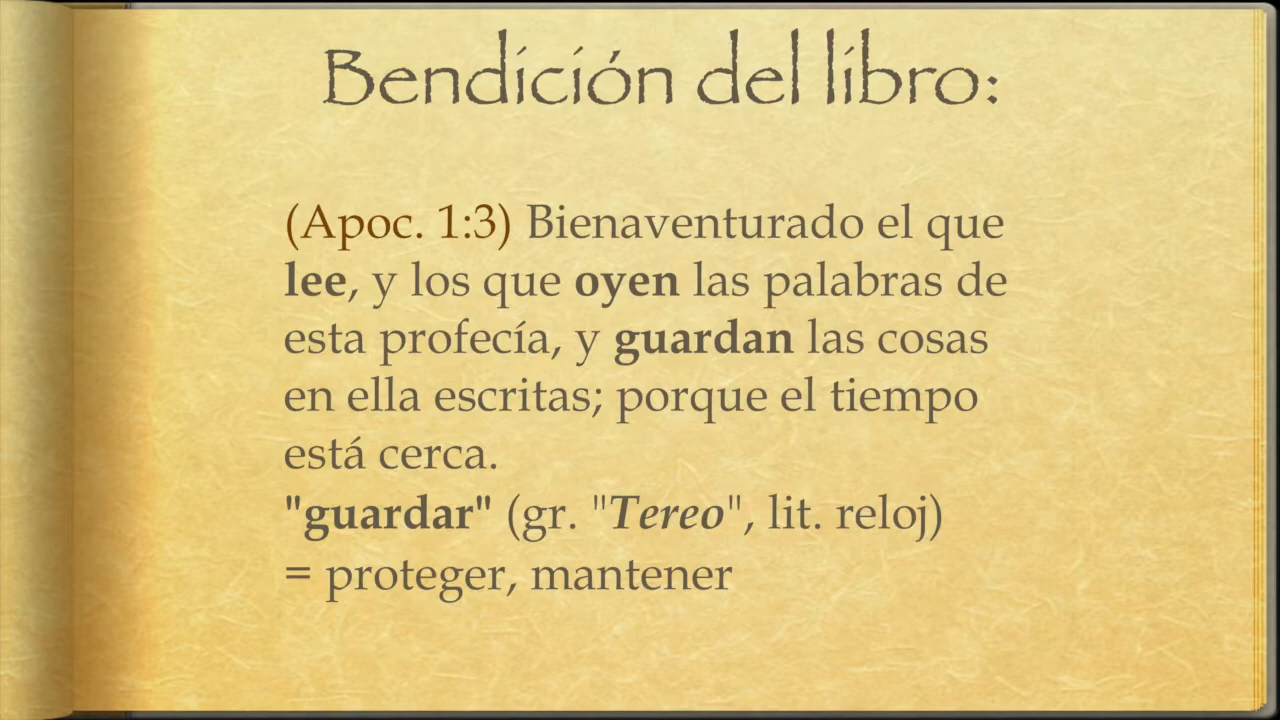 Bendición del libro:
(Apoc. 1:3) Bienaventurado el que
lee, y los que oyen las palabras de
esta profecía, y guardan las cosas
en ella escritas; porque el tiempo
está cerca.
"guardar" (gr. "Tereo", lit. reloj)
= proteger, mantener